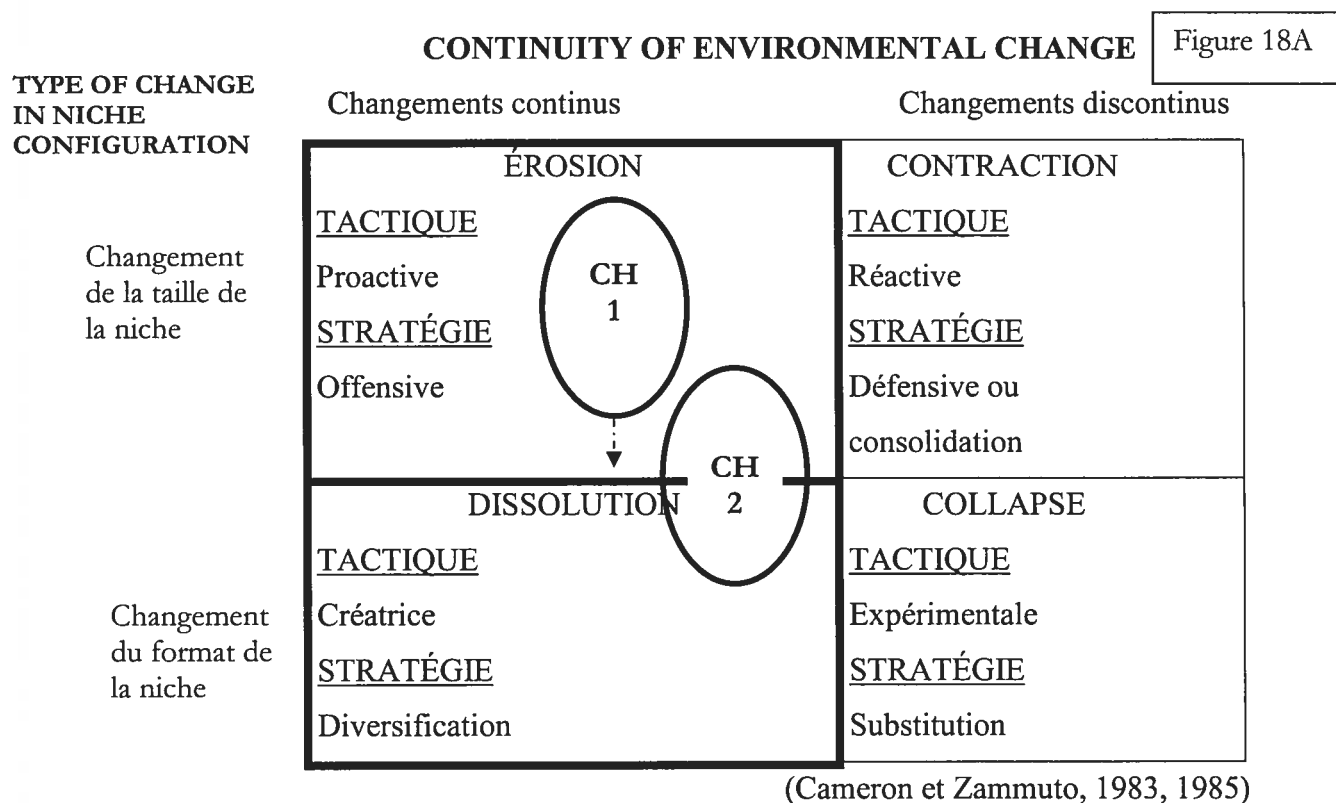 CONTINUITY OF ENVIRONMENTAL CHANGE
Figure 18A
TYPE OF CHANGE
IN NICHE
CONFIGURATION
Changements continus
Changements discontinus
Changement
de la taille de
la niche
ÉROSION
TACTIQUE
Proactive
STRATÉGIE
Offensive
CH
1
CONTRACTION
TACTIQUE
Réactive
STRATÉGIE
Défensive ou
consolidation
CH
2
Changement
du format de
la niche
DISSOLUTION
TACTIQUE
Créatrice
STRATÉGIE
Diversification
COLLAPSE
TACTIQUE
Expérimentale
STRATÉGIE
Substitution
(Cameron et Zammuto, 1983, 1985)